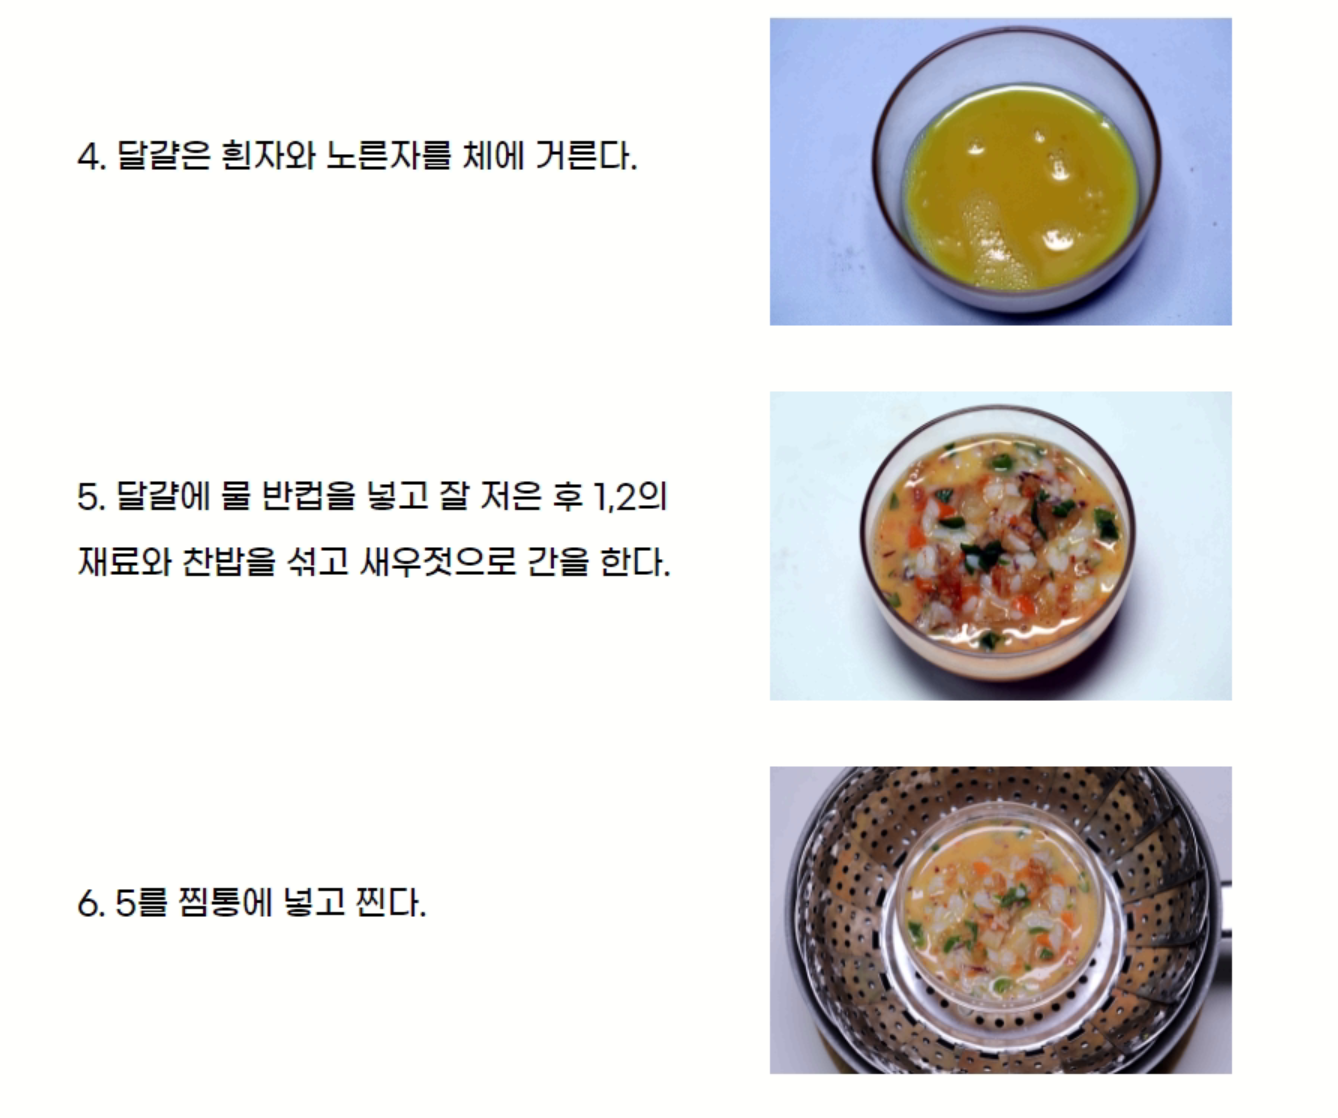 4. 달걀은 흰자와 노른자를 체에 거른다.
5. 달걀에 물 반컵을 넣고 잘 저은 후 1,2의
재료와 찬밥을 섞고 새우젓으로 간을 한다.
6. 5를 찜통에 넣고 찐다.